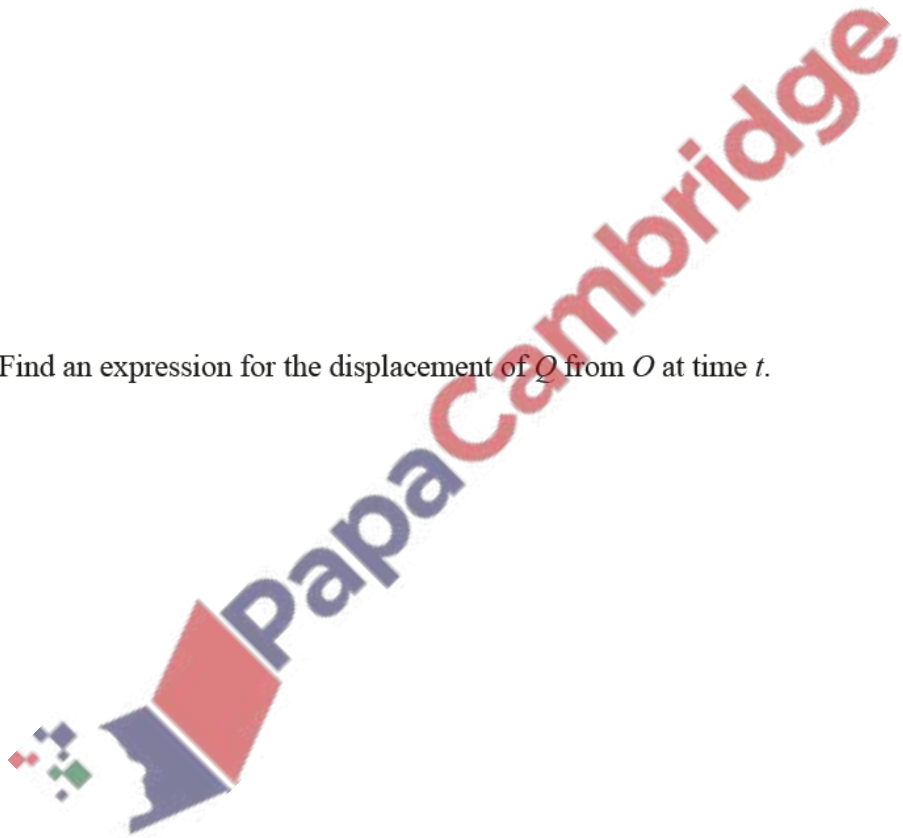 Find an expression for the displacement of Q from O at time t.
PapaCambridge